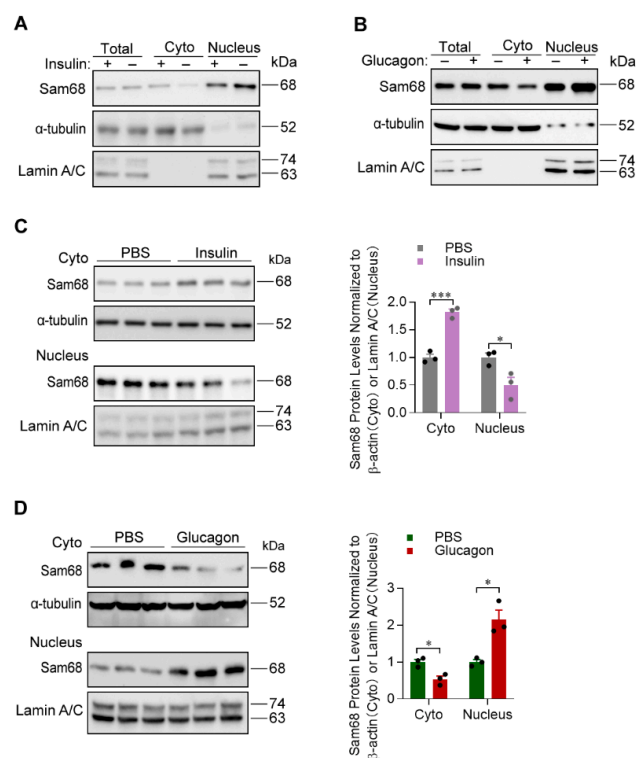 A
Total Cyto Nucleus
Insulin: + − + − + − kDa
Sam68 68
α-tubulin 52
Lamin A/C 74
63
B
Total Cyto Nucleus
Glucagon: − + − + − + kDa
Sam68 68
α-tubulin 52
Lamin A/C 74
63
C
Cyto PBS Insulin kDa
Sam68 68
α-tubulin 52
Nucleus
Sam68 68
Lamin A/C 74
63
PBS
Insulin
Sam68 Protein Levels Normalized to
β-actin(Cyto) or Lamin A/C(Nucleus)
2.0
1.5
1.0
0.5
0.0
*** *
Cyto Nucleus
D
Cyto PBS Glucagon kDa
Sam68 68
α-tubulin 52
Nucleus
Sam68 68
Lamin A/C 74
63
PBS
Glucagon
Sam68 Protein Levels Normalized to
β-actin(Cyto) or Lamin A/C(Nucleus)
3
2
1
0
* *
Cyto Nucleus